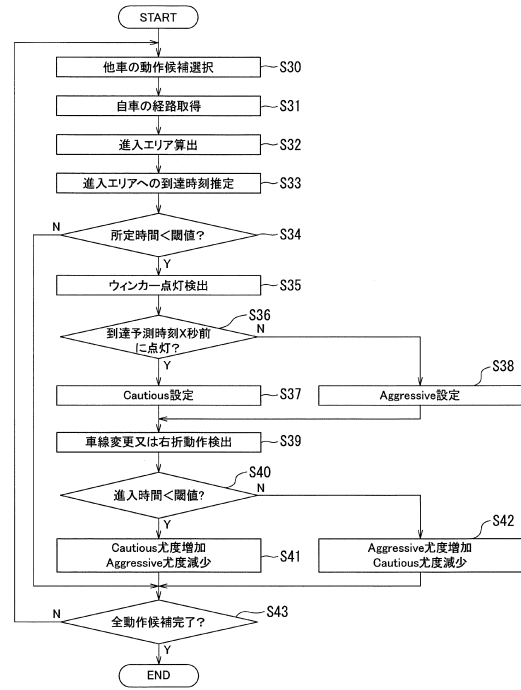 START
他車の動作候補選択
S30
自車の経路取得
S31
進入エリア算出
S32
進入エリアへの到達時刻推定
S33
N
所定時間<閾値?
S34
Y
ウィンカー点灯検出
S35
S36
到達予測時刻X秒前
に点灯?
N
Y
S38
Cautious設定
S37
Aggressive設定
車線変更又は右折動作検出
S39
S40
進入時間<閾値?
N
Y
S42
Cautious尤度増加
Aggressive尤度減少
S41
Aggressive尤度増加
Cautious尤度減少
N
S43
全動作候補完了?
Y
END